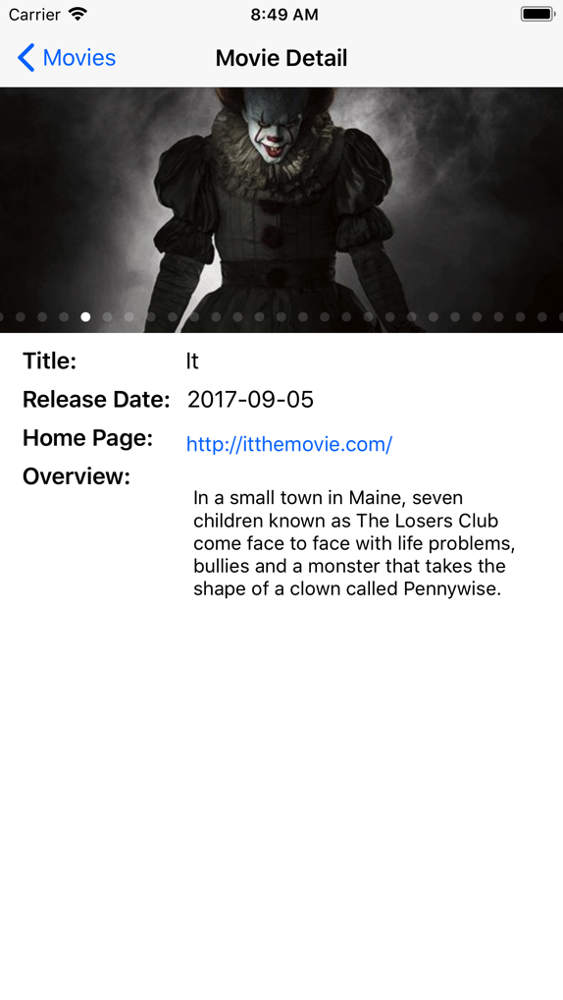 Carrier 8:49 AM
Movies Movie Detail
Title: It
Release Date: 2017-09-05
Home Page: http://itthemovie.com/
Overview:
In a small town in Maine, seven
children known as The Losers Club
come face to face with life problems,
bullies and a monster that takes the
shape of a clown called Pennywise.